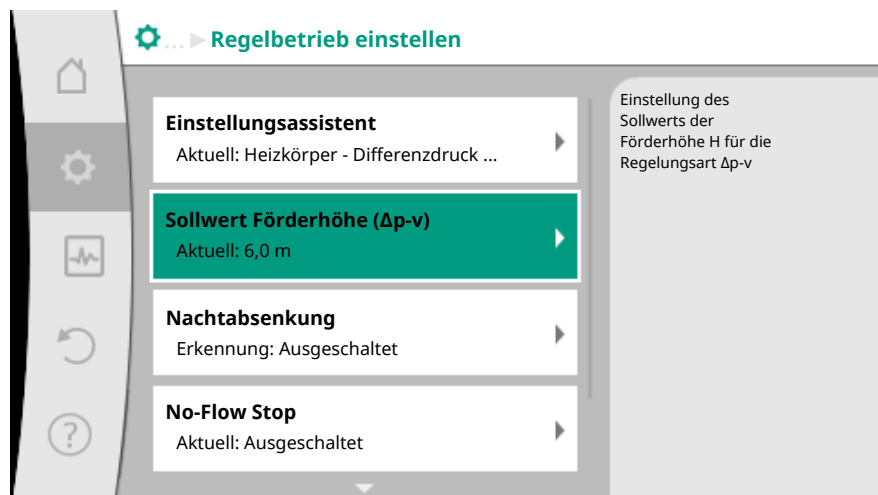 ... Regelbetrieb einstellen
Einstellungsassistent
Aktuell: Heizkörper - Differenzdruck ...
Sollwert Förderhöhe (Δp-v)
Aktuell: 6,0 m
Nachtabsenkung
Erkennung: Ausgeschaltet
No-Flow Stop
Aktuell: Ausgeschaltet
Einstellung des
Sollwerts der
Förderhöhe H für die
Regelungsart Δp-v
?